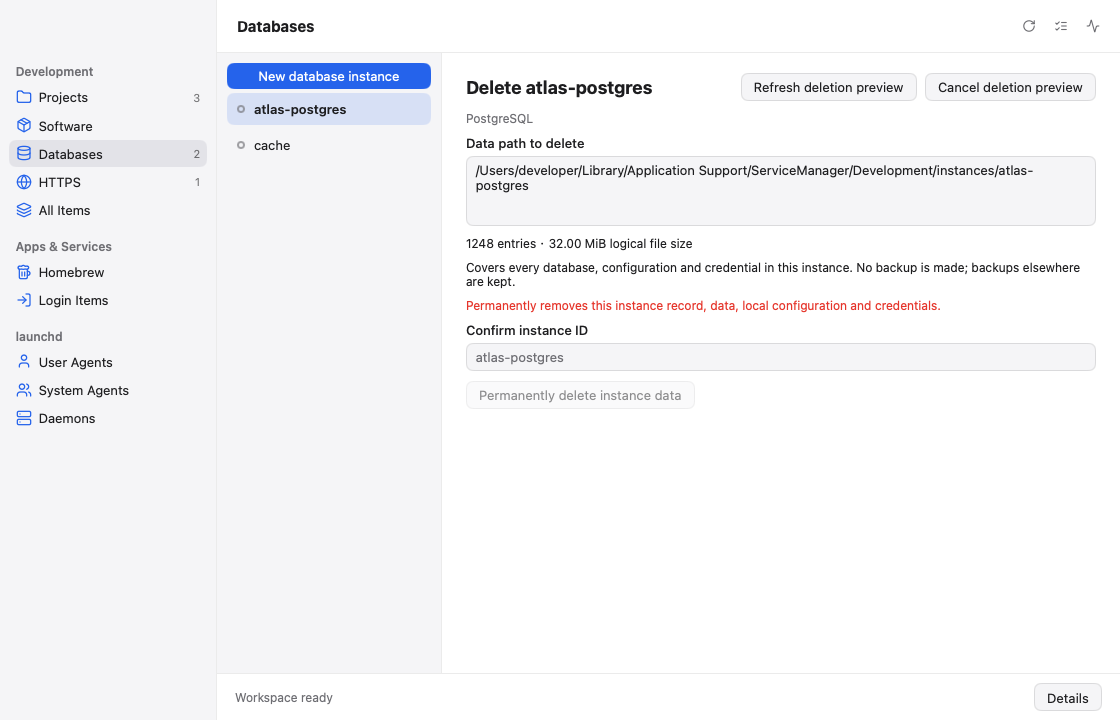 Databases
Development
Projects 3
Software
Databases 2
HTTPS 1
All Items
Apps & Services
Homebrew
Login Items
launchd
User Agents
System Agents
Daemons
New database instance
atlas-postgres
cache
Delete atlas-postgres
Refresh deletion preview
Cancel deletion preview
PostgreSQL
Data path to delete
/Users/developer/Library/Application Support/ServiceManager/Development/instances/atlas-
postgres
1248 entries · 32.00 MiB logical file size
Covers every database, configuration and credential in this instance. No backup is made; backups elsewhere
are kept.
Permanently removes this instance record, data, local configuration and credentials.
Confirm instance ID
atlas-postgres
Permanently delete instance data
Workspace ready
Details